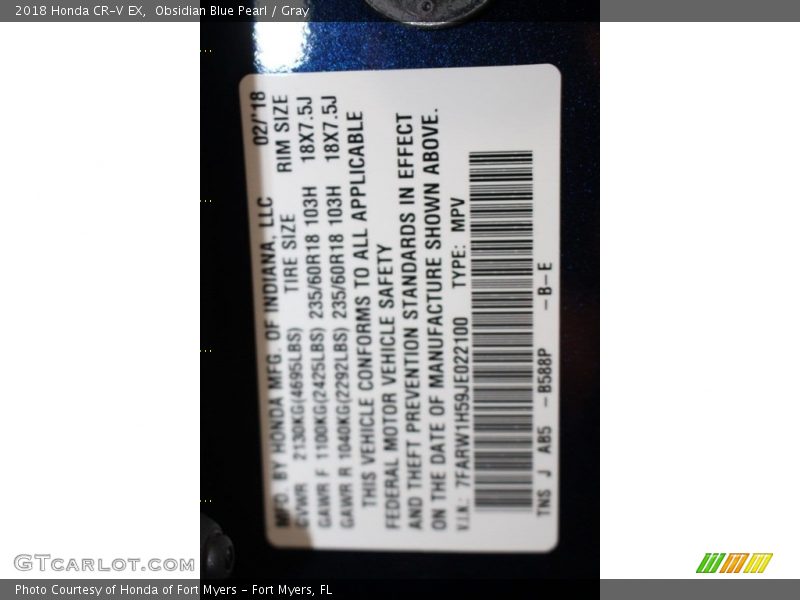 2018 Honda CR-V EX,  Obsidian Blue Pearl / Gray
MFD. BY HONDA MFG. OF INDIANA, LLC 02/'18
GVWR 2130KG(4695LBS) TIRE SIZE RIM SIZE
GAWR F 1100KG(2425LBS) 235/60R18 103H 18X7.5J
GAWR R 1040KG(2292LBS) 235/60R18 103H 18X7.5J
THIS VEHICLE CONFORMS TO ALL APPLICABLE
FEDERAL MOTOR VEHICLE SAFETY
AND THEFT PREVENTION STANDARDS IN EFFECT
ON THE DATE OF MANUFACTURE SHOWN ABOVE.
V.I.N.: 7FARW1H59JE022100 TYPE: MPV
TNS J A85 -B588P -B-E
GTCARLOT.COM
Photo Courtesy of Honda of Fort Myers - Fort Myers, FL